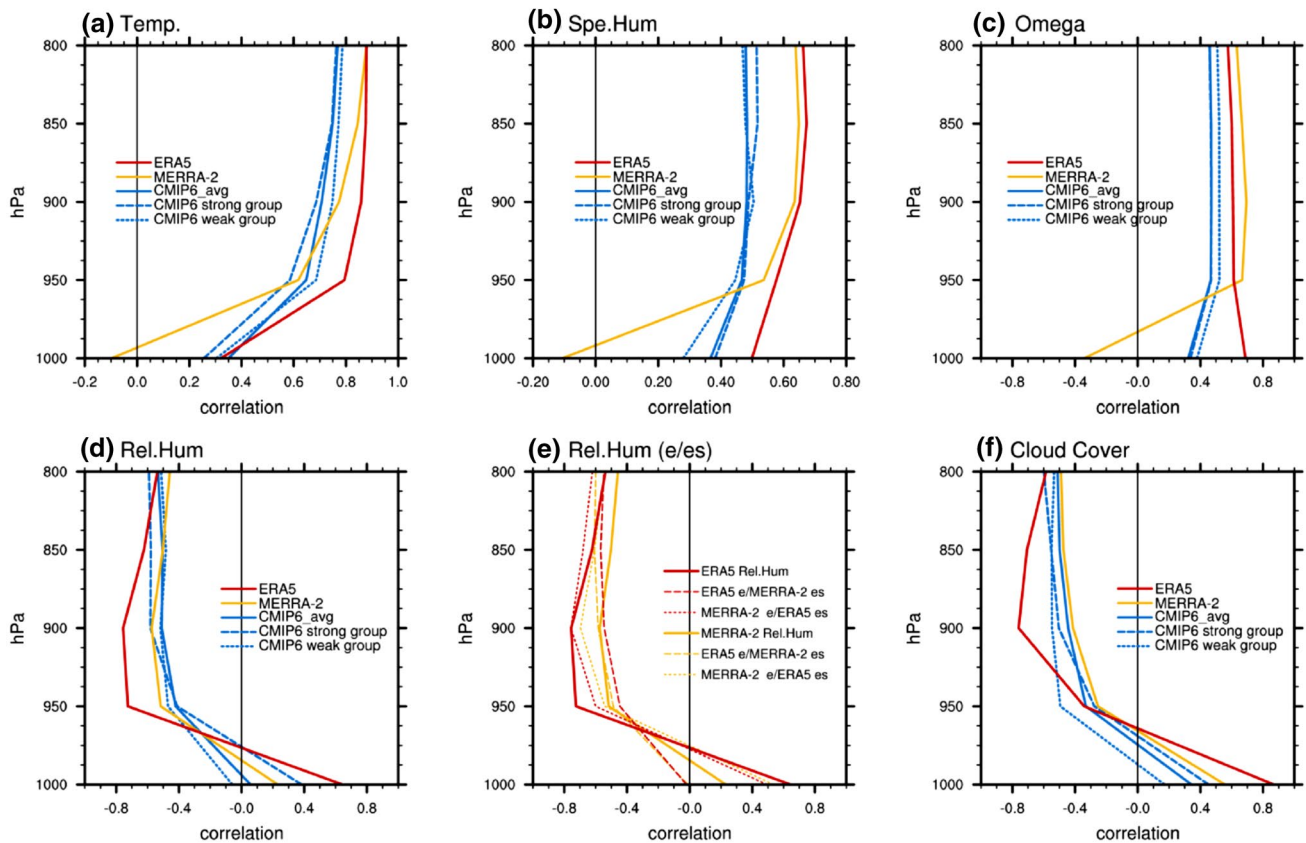 (a) Temp.
800
850
900
950
1000
hPa
ERA5
MERRA-2
CMIP6_avg
CMIP6 strong group
CMIP6 weak group
-0.2 0.0 0.2 0.4 0.6 0.8 1.0
correlation
(b) Spe.Hum
800
850
900
950
1000
hPa
ERA5
MERRA-2
CMIP6_avg
CMIP6 strong group
CMIP6 weak group
-0.20 0.00 0.20 0.40 0.60 0.80
correlation
(c) Omega
800
850
900
950
1000
hPa
ERA5
MERRA-2
CMIP6_avg
CMIP6 strong group
CMIP6 weak group
-0.8 -0.4 -0.0 0.4 0.8
correlation
(d) Rel.Hum
800
850
900
950
1000
hPa
ERA5
MERRA-2
CMIP6_avg
CMIP6 strong group
CMIP6 weak group
-0.8 -0.4 -0.0 0.4 0.8
correlation
(e) Rel.Hum (e/es)
800
850
900
950
1000
hPa
ERA5 Rel.Hum
ERA5 e/MERRA-2 es
MERRA-2 e/ERA5 es
MERRA-2 Rel.Hum
ERA5 e/MERRA-2 es
MERRA-2 e/ERA5 es
-0.8 -0.4 -0.0 0.4 0.8
correlation
(f) Cloud Cover
800
850
900
950
1000
hPa
ERA5
MERRA-2
CMIP6_avg
CMIP6 strong group
CMIP6 weak group
-0.8 -0.4 -0.0 0.4 0.8
correlation